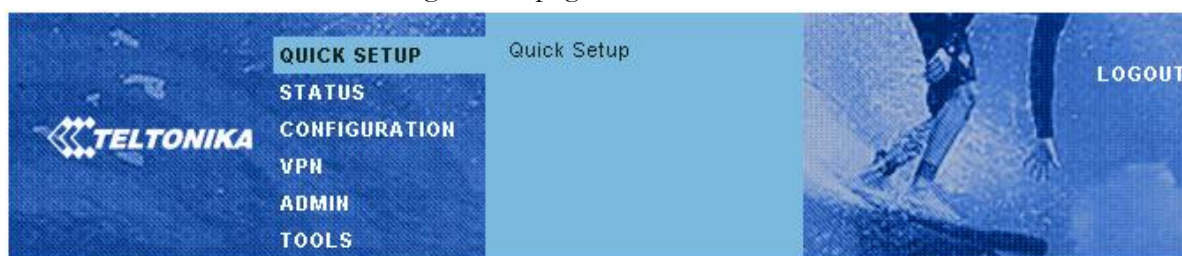 QUICK SETUP
Quick Setup
STATUS
LOGOUT
CONFIGURATION
TELTONIKA
VPN
ADMIN
TOOLS